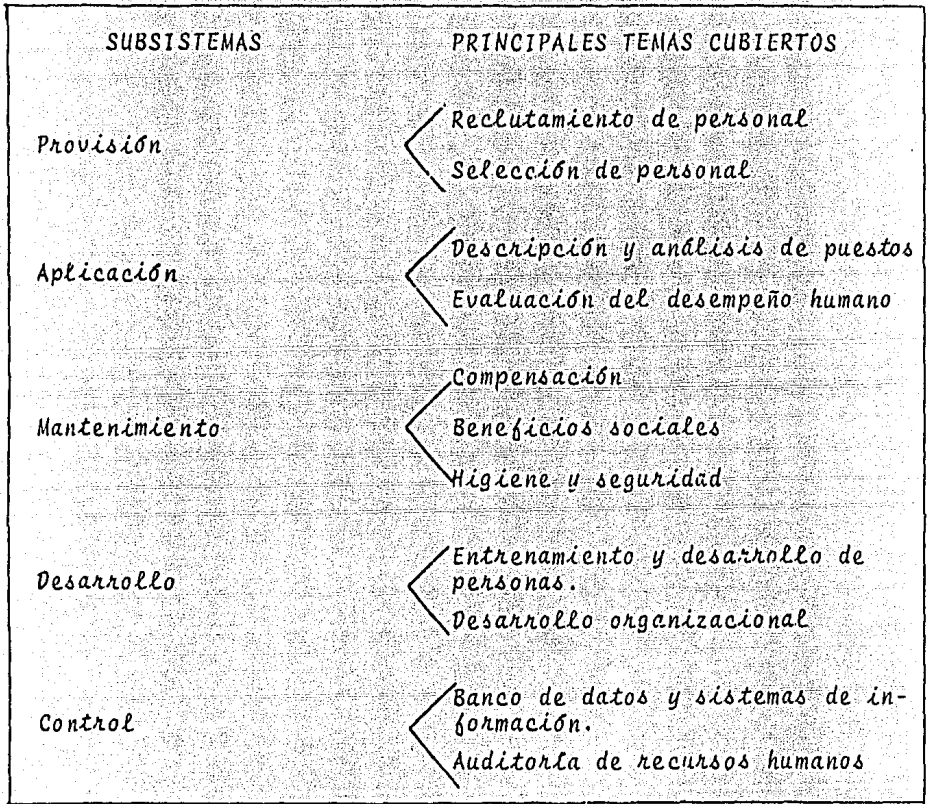 SUBSISTEMAS PRINCIPALES TEMAS CUBIERTOS
Provisión
Reclutamiento de personal
Selección de personal
Aplicación
Descripción y análisis de puestos
Evaluación del desempeño humano
Mantenimiento
Compensación
Beneficios sociales
Higiene y seguridad
Desarrollo
Entrenamiento y desarrollo de
personas.
Desarrollo organizacional
Control
Banco de datos y sistemas de in-
formación.
Auditoría de recursos humanos